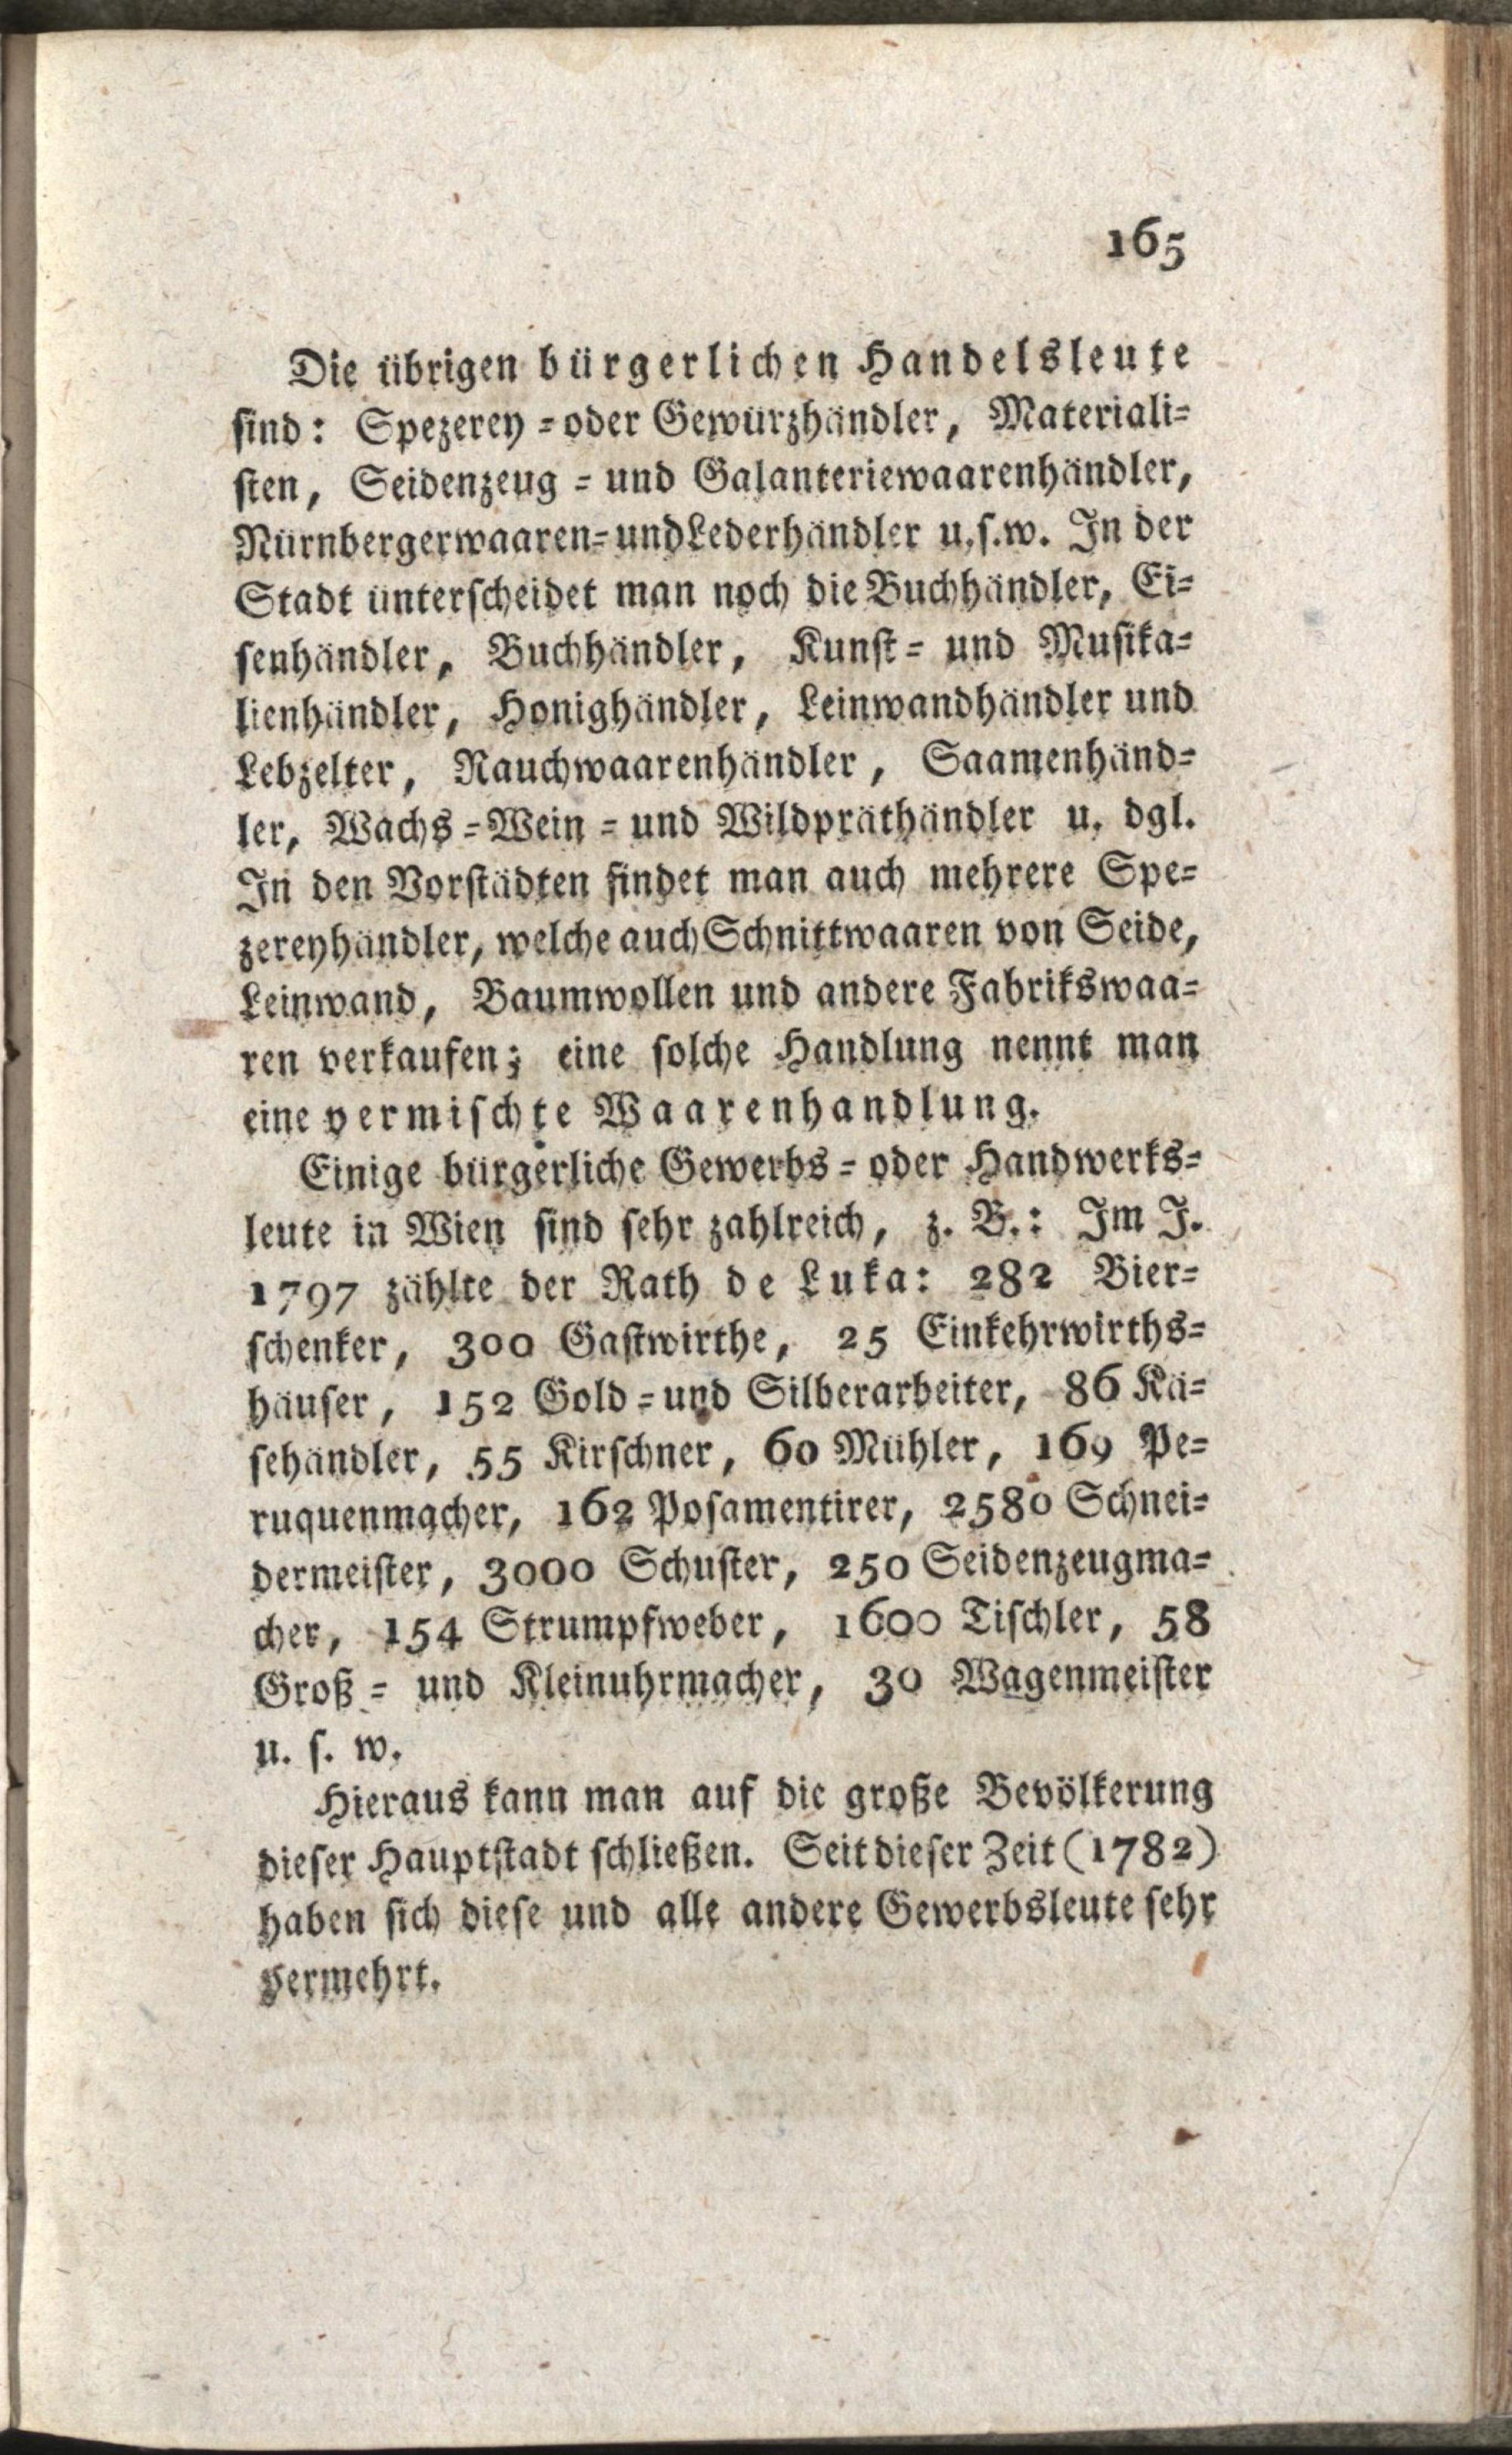 165
Die übrigen bürgerlichen Handelsleute
sind: Spezerey- oder Gewürzhändler, Materiali-
sten, Seidenzeug- und Galanteriewaarenhändler,
Nürnbergerwaaren- und Lederhändler u. s. w. In der
Stadt unterscheidet man noch die Buchhändler, Ei-
senhändler, Buchhändler, Kunst- und Musika-
lienhändler, Honighändler, Leinwandhändler und
Lebzelter, Rauchwaarenhändler, Saamenhänd-
ler, Wachs- Wein- und Wildpräthändler u. dgl.
In den Vorstädten findet man auch mehrere Spe-
zereyhändler, welche auch Schnittwaaren von Seide,
Leinwand, Baumwollen und andere Fabrikswaa-
ren verkaufen; eine solche Handlung nennt man
eine vermischte Waarenhandlung.
Einige bürgerliche Gewerbs- oder Handwerks-
leute in Wien sind sehr zahlreich, z. B.: Im J.
1797 zählte der Rath de Luka: 282 Bier-
schenker, 300 Gastwirthe, 25 Einkehrwirths-
häuser, 152 Gold- und Silberarbeiter, 86 Kä-
sehändler, 55 Kirschner, 60 Mühler, 169 Pe-
ruquenmacher, 162 Posamentirer, 2580 Schnei-
dermeister, 3000 Schuster, 250 Seidenzeugma-
cher, 154 Strumpfweber, 1600 Tischler, 58
Groß- und Kleinuhrmacher, 30 Wagenmeister
u. s. w.
Hieraus kann man auf die große Bevölkerung
dieser Hauptstadt schließen. Seit dieser Zeit (1782)
haben sich diese und alle andere Gewerbsleute sehr
vermehrt.